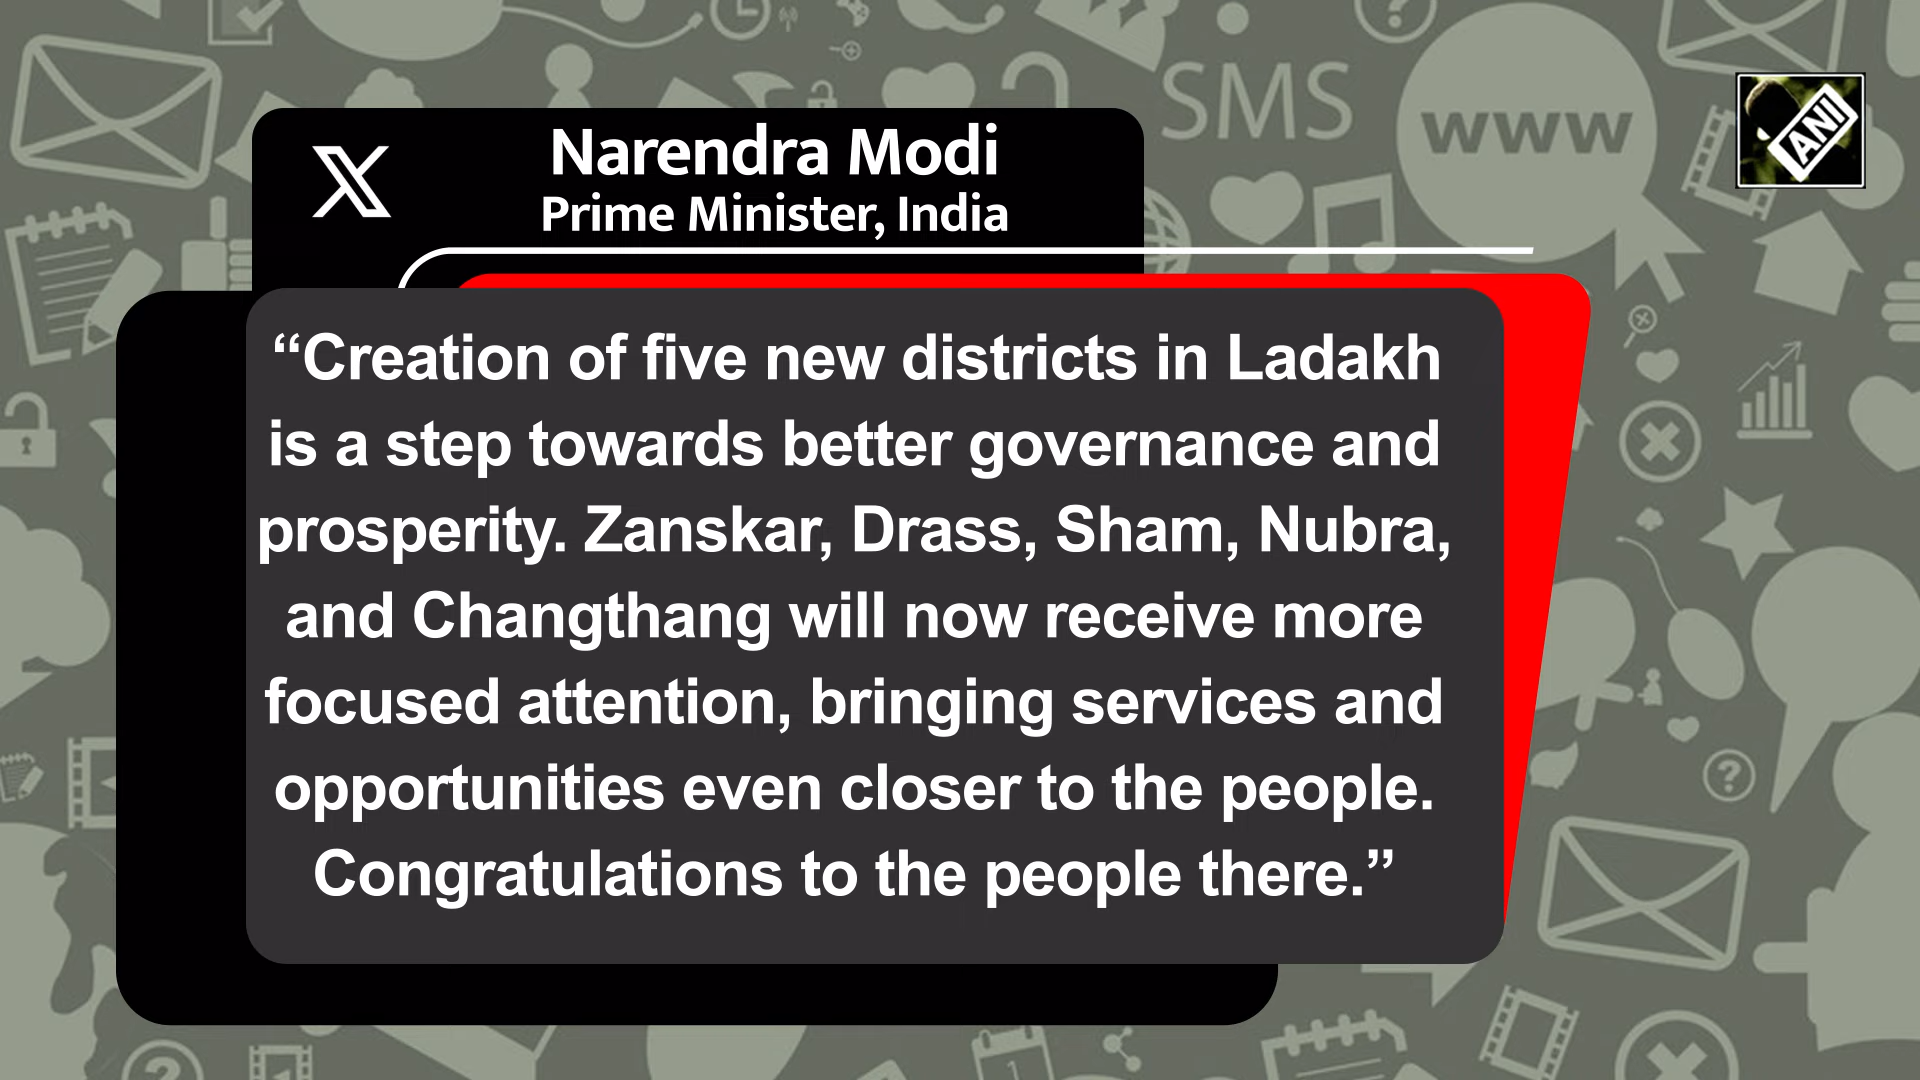 SMS
www
ANI
Narendra Modi
Prime Minister, India
“Creation of five new districts in Ladakh
is a step towards better governance and
prosperity. Zanskar, Drass, Sham, Nubra,
and Changthang will now receive more
focused attention, bringing services and
opportunities even closer to the people.
Congratulations to the people there.”
1